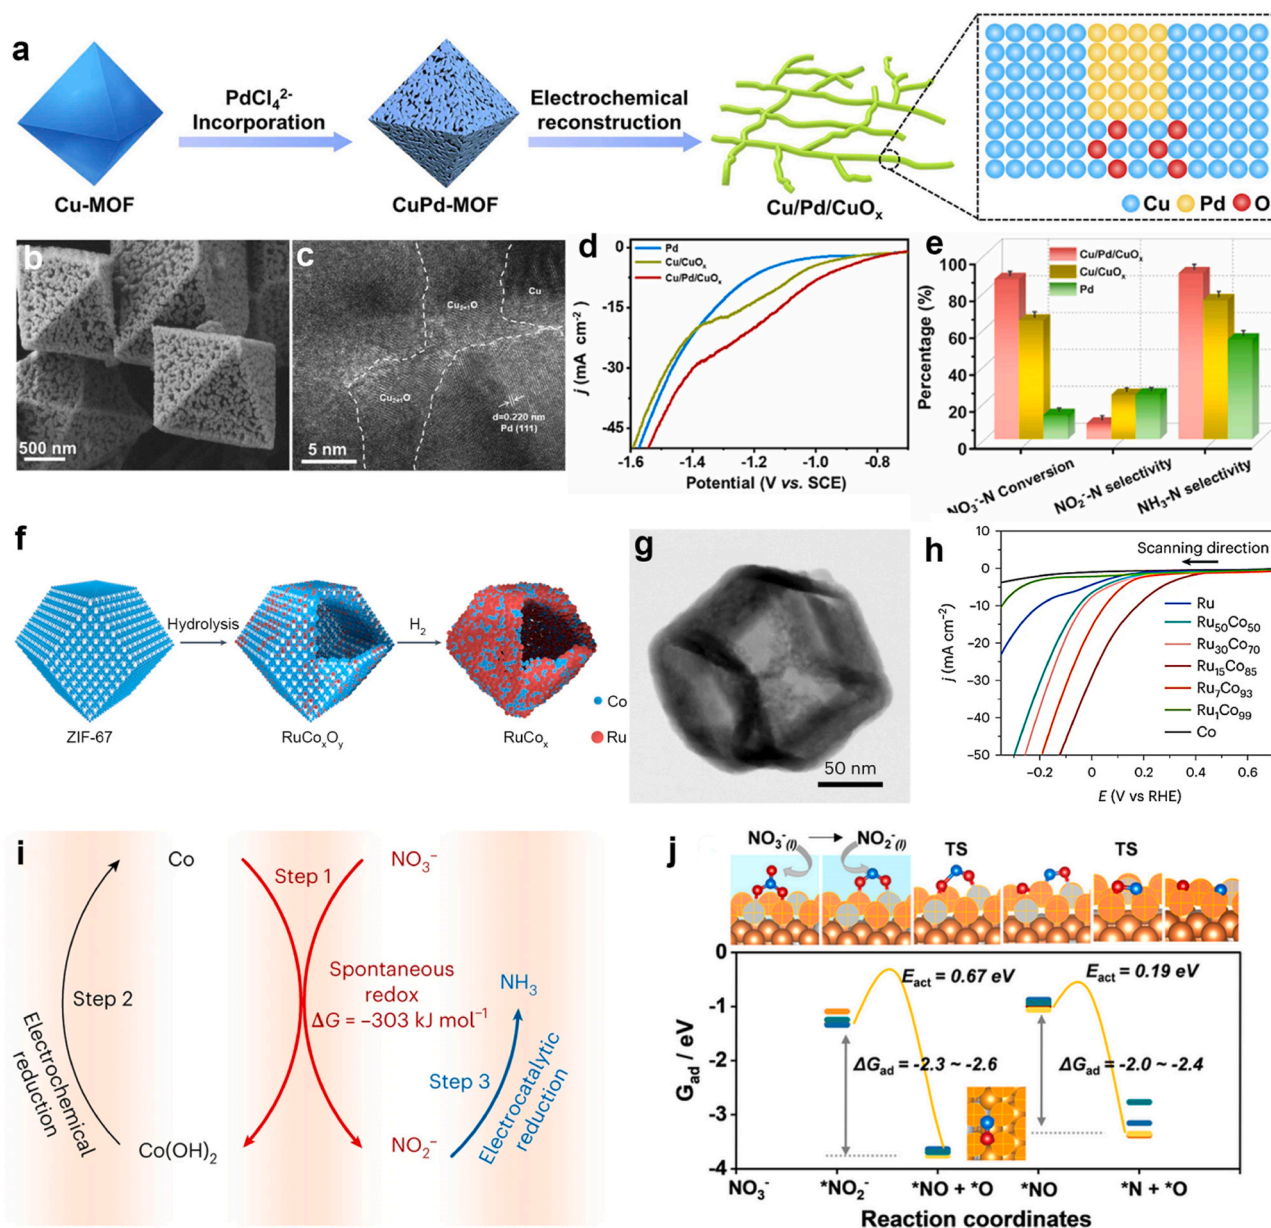 a
PdCl₄²⁻
Incorporation
Electrochemical
reconstruction
Cu-MOF
CuPd-MOF
Cu/Pd/CuOₓ
Cu Pd O
b
500 nm
c
Cu₂₊₁O
Cu
Cu₂₊₁O
d=0.220 nm
Pd (111)
5 nm
d
Pd
Cu/CuOₓ
Cu/Pd/CuOₓ
0
-15
-30
-45
j (mA cm⁻²)
-1.6 -1.4 -1.2 -1.0 -0.8
Potential (V vs. SCE)
e
Cu/Pd/CuOₓ
Cu/CuOₓ
Pd
100
80
60
40
20
0
Percentage (%)
NO₃⁻-N Conversion
NO₂⁻-N selectivity
NH₃-N selectivity
f
Hydrolysis
H₂
ZIF-67
RuCoₓOᵧ
RuCoₓ
Co
Ru
g
50 nm
h
Scanning direction
10
0
-10
-20
-30
-40
-50
j (mA cm⁻²)
Ru
Ru₅₀Co₅₀
Ru₃₀Co₇₀
Ru₁₅Co₈₅
Ru₇Co₉₃
Ru₁Co₉₉
Co
-0.2 0 0.2 0.4 0.6
E (V vs RHE)
i
Co
Step 1
NO₃⁻
Step 2
Electrochemical
reduction
Spontaneous
redox
ΔG = −303 kJ mol⁻¹
NH₃
Step 3
Electrocatalytic
reduction
Co(OH)₂
NO₂⁻
j
NO₃⁻(l) NO₂⁻(l)
TS
TS
0
-1
-2
-3
-4
G_ad / eV
E_act = 0.67 eV
E_act = 0.19 eV
ΔG_ad = -2.3 ~ -2.6
ΔG_ad = -2.0 ~ -2.4
NO₃⁻ *NO₂⁻ *NO + *O *NO *N + *O
Reaction coordinates